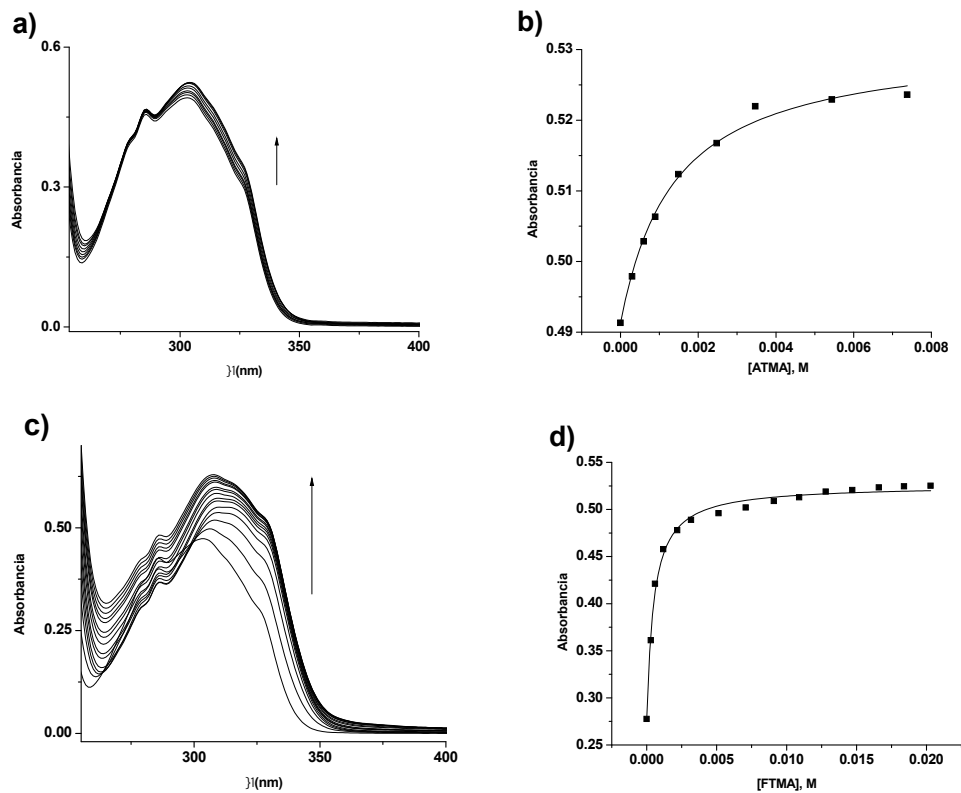 a)
0.6
0.3
0.0
Absorbancia
300
350
400
}l(nm)
b)
0.53
0.52
0.51
0.50
0.49
Absorbancia
0.000
0.002
0.004
0.006
0.008
[ATMA], M
c)
0.50
0.25
0.00
Absorbancia
300
350
400
}l(nm)
d)
0.55
0.50
0.45
0.40
0.35
0.30
0.25
Absorbancia
0.000
0.005
0.010
0.015
0.020
[FTMA], M